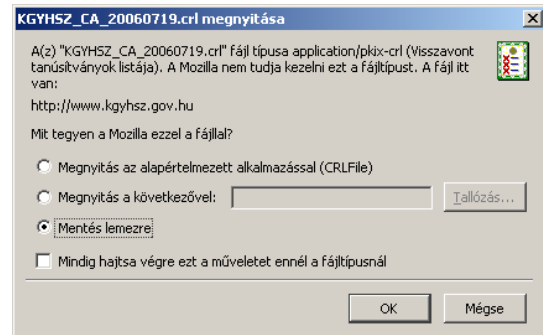 KGYHSZ_CA_20060719.crl megnyitása
A(z) "KGYHSZ_CA_20060719.crl" fájl típusa application/pkix-crl (Visszavont
tanúsítványok listája). A Mozilla nem tudja kezelni ezt a fájltípust. A fájl itt
van:
http://www.kgyhsz.gov.hu
Mit tegyen a Mozilla ezzel a fájllal?
Megnyitás az alapértelmezett alkalmazással (CRLFile)
Megnyitás a következővel:
Tallózás...
Mentés lemezre
Mindig hajtsa végre ezt a műveletet ennél a fájltípusnál
OK
Mégse